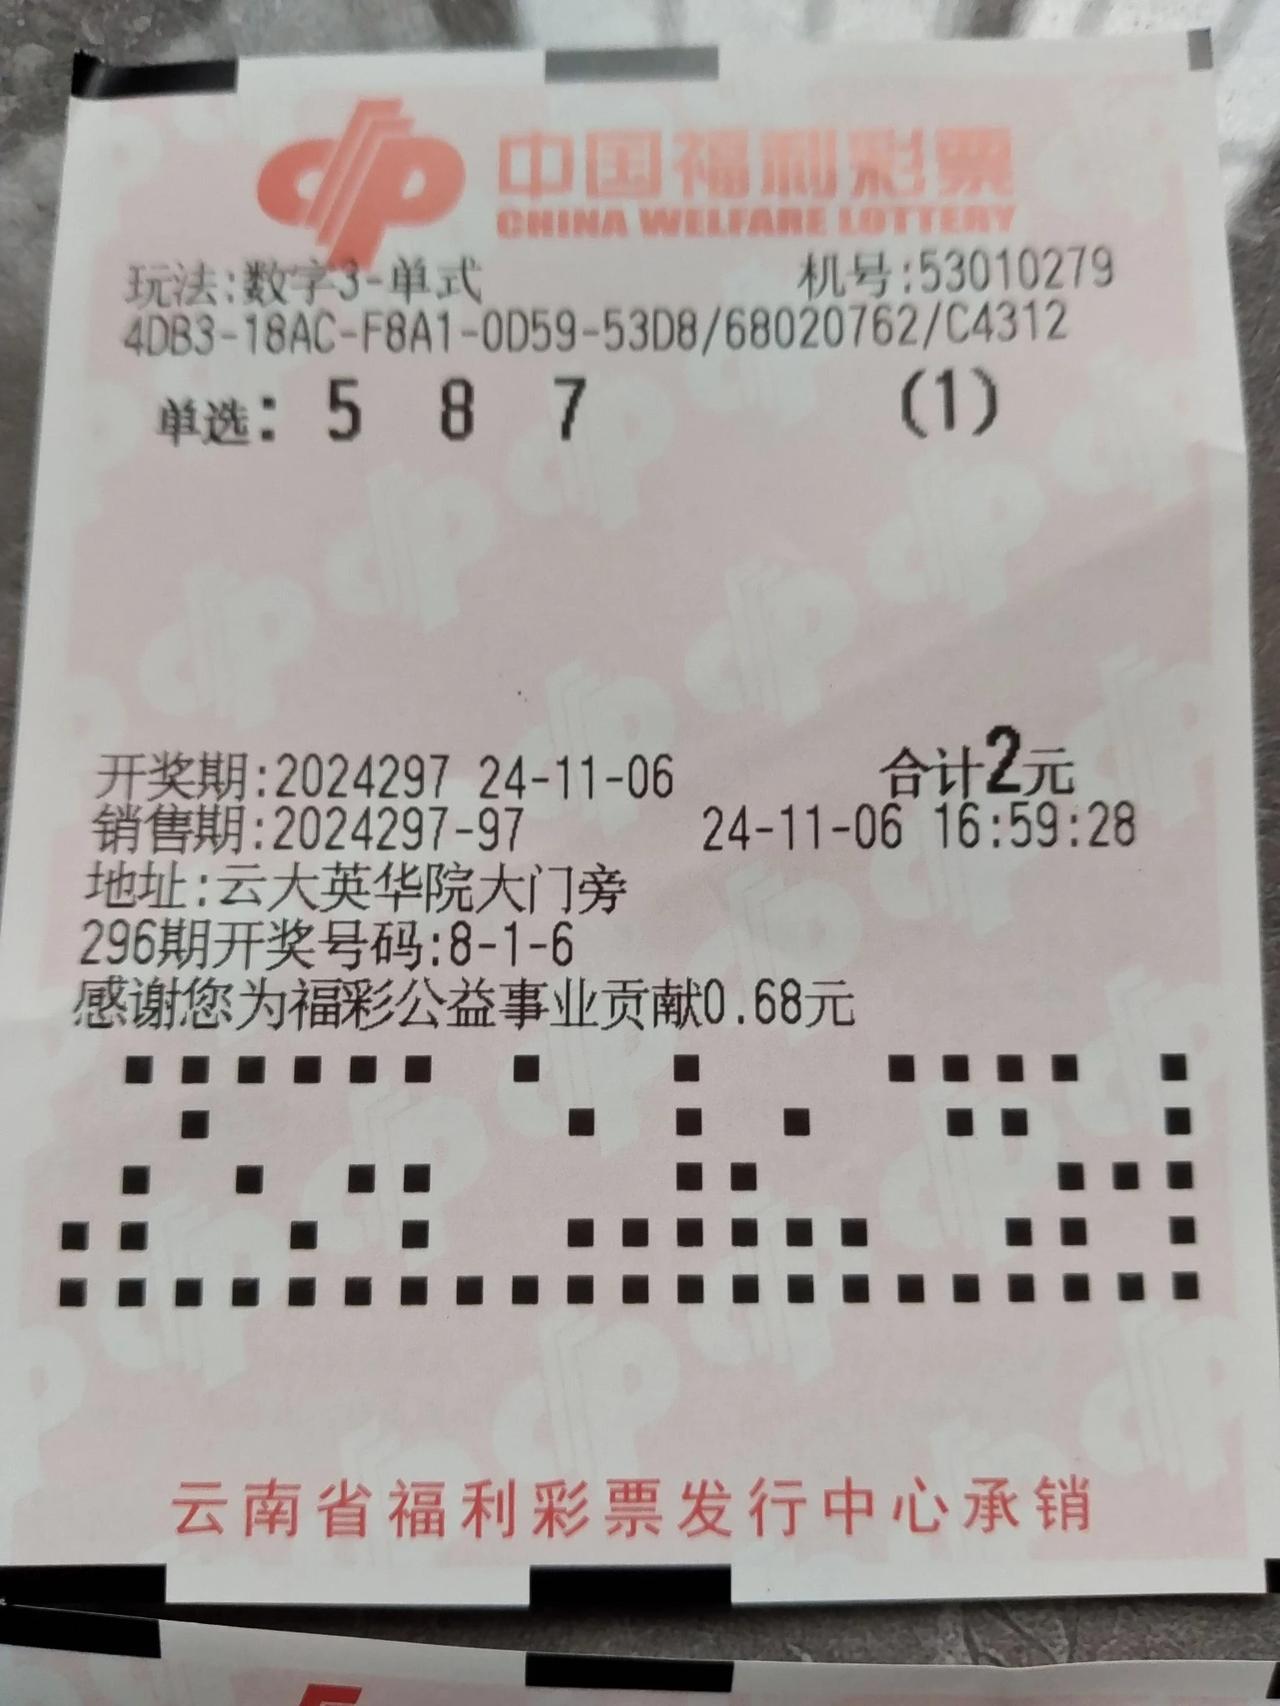 中国福利彩票
CHINA WELFARE LOTTERY
玩法:数字3-单式 机号:53010279
4DB3-18AC-F8A1-0D59-53D8/68020762/C4312
单选: 5 8 7 (1)
开奖期:2024297 24-11-06 合计2元
销售期:2024297-97 24-11-06 16:59:28
地址:云大英华院大门旁
296期开奖号码:8-1-6
感谢您为福彩公益事业贡献0.68元
云南省福利彩票发行中心承销